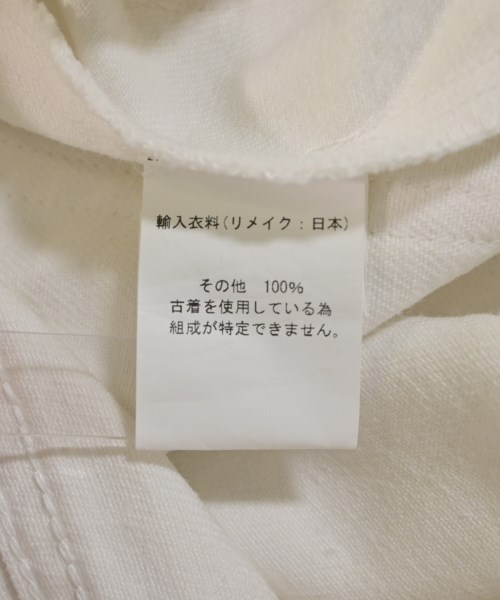 輸入衣料(リメイク:日本)
その他 100%
古着を使用している為
組成が特定できません。